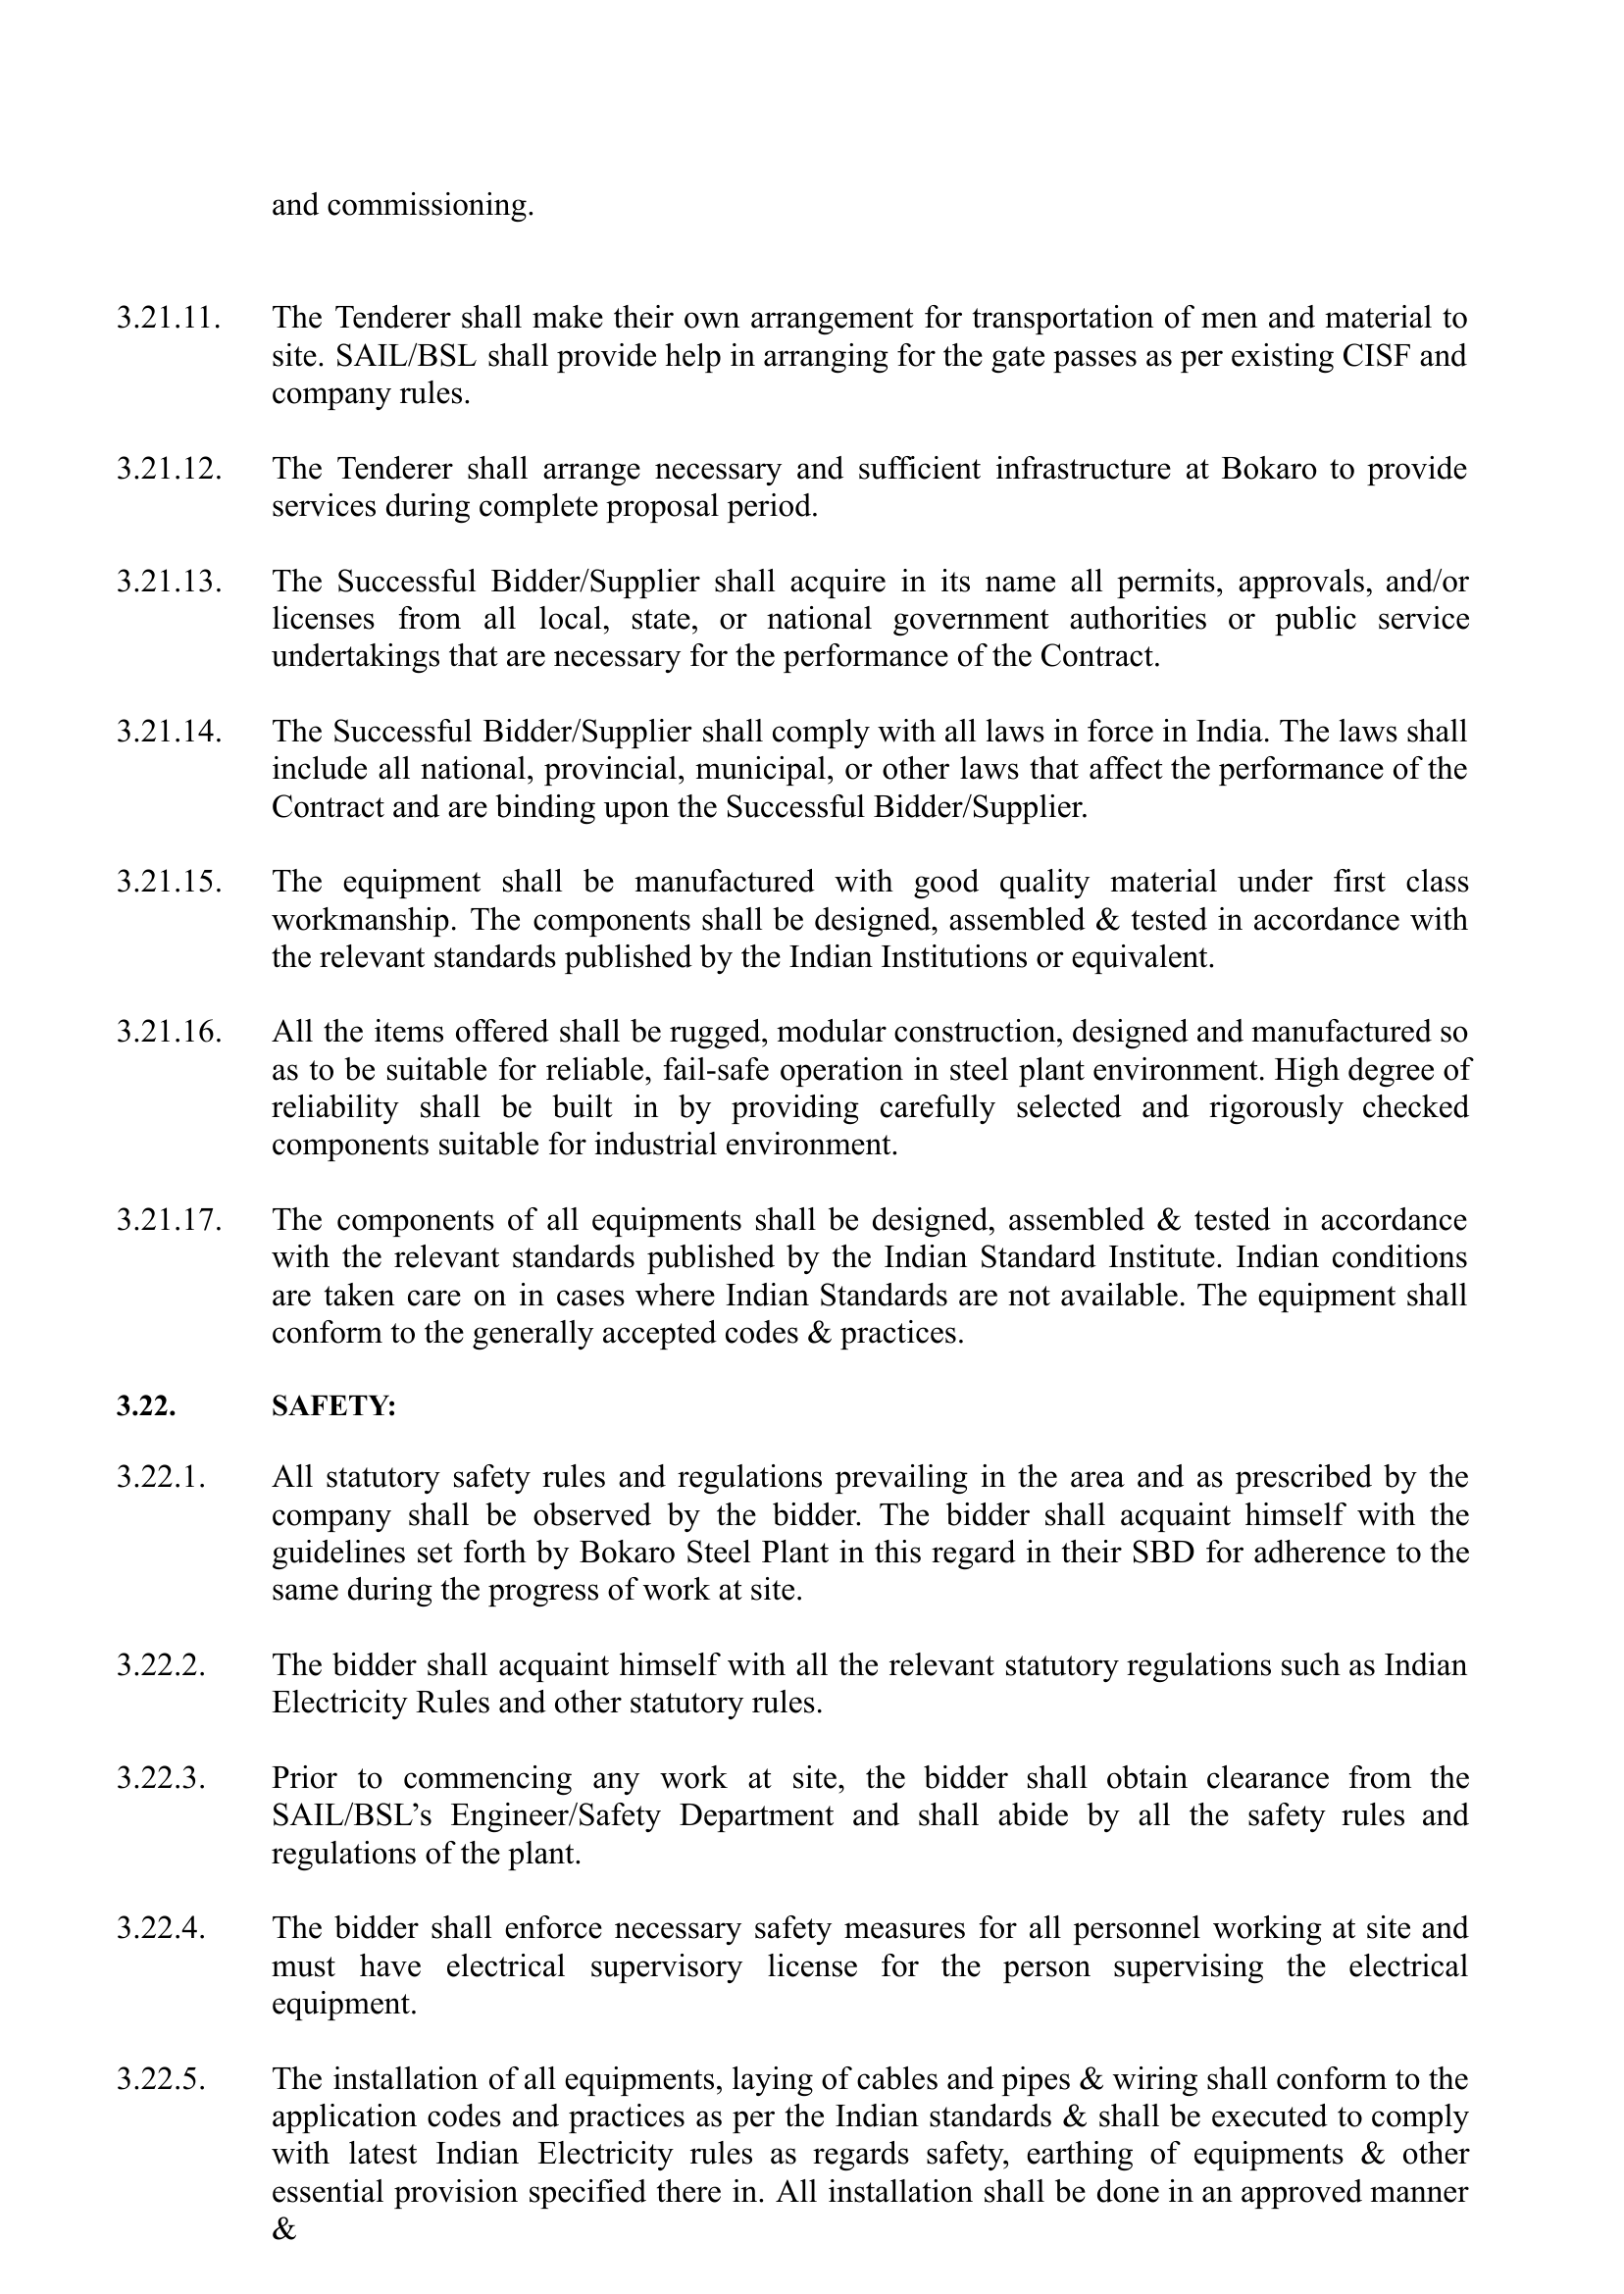 and commissioning.
3.21.11. The Tenderer shall make their own arrangement for transportation of men and material to
site. SAIL/BSL shall provide help in arranging for the gate passes as per existing CISF and
company rules.
3.21.12. The Tenderer shall arrange necessary and sufficient infrastructure at Bokaro to provide
services during complete proposal period.
3.21.13. The Successful Bidder/Supplier shall acquire in its name all permits, approvals, and/or
licenses from all local, state, or national government authorities or public service
undertakings that are necessary for the performance of the Contract.
3.21.14. The Successful Bidder/Supplier shall comply with all laws in force in India. The laws shall
include all national, provincial, municipal, or other laws that affect the performance of the
Contract and are binding upon the Successful Bidder/Supplier.
3.21.15. The equipment shall be manufactured with good quality material under first class
workmanship. The components shall be designed, assembled & tested in accordance with
the relevant standards published by the Indian Institutions or equivalent.
3.21.16. All the items offered shall be rugged, modular construction, designed and manufactured so
as to be suitable for reliable, fail-safe operation in steel plant environment. High degree of
reliability shall be built in by providing carefully selected and rigorously checked
components suitable for industrial environment.
3.21.17. The components of all equipments shall be designed, assembled & tested in accordance
with the relevant standards published by the Indian Standard Institute. Indian conditions
are taken care on in cases where Indian Standards are not available. The equipment shall
conform to the generally accepted codes & practices.
3.22. SAFETY:
3.22.1. All statutory safety rules and regulations prevailing in the area and as prescribed by the
company shall be observed by the bidder. The bidder shall acquaint himself with the
guidelines set forth by Bokaro Steel Plant in this regard in their SBD for adherence to the
same during the progress of work at site.
3.22.2. The bidder shall acquaint himself with all the relevant statutory regulations such as Indian
Electricity Rules and other statutory rules.
3.22.3. Prior to commencing any work at site, the bidder shall obtain clearance from the
SAIL/BSL’s Engineer/Safety Department and shall abide by all the safety rules and
regulations of the plant.
3.22.4. The bidder shall enforce necessary safety measures for all personnel working at site and
must have electrical supervisory license for the person supervising the electrical
equipment.
3.22.5. The installation of all equipments, laying of cables and pipes & wiring shall conform to the
application codes and practices as per the Indian standards & shall be executed to comply
with latest Indian Electricity rules as regards safety, earthing of equipments & other
essential provision specified there in. All installation shall be done in an approved manner
&